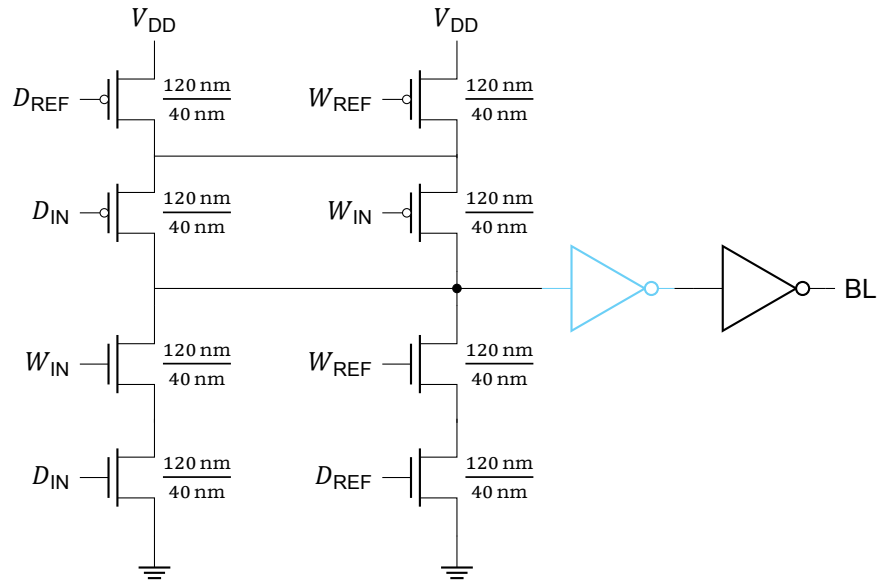 V_DD V_DD
D_REF 120 nm/40 nm W_REF 120 nm/40 nm
D_IN 120 nm/40 nm W_IN 120 nm/40 nm
BL
W_IN 120 nm/40 nm W_REF 120 nm/40 nm
D_IN 120 nm/40 nm D_REF 120 nm/40 nm